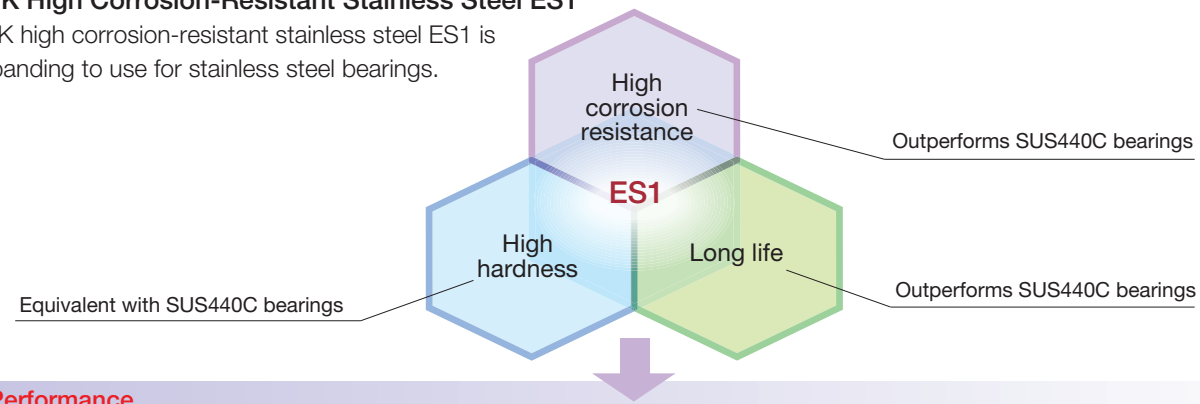 High Corrosion-Resistant Stainless Steel ES1
K high corrosion-resistant stainless steel ES1 is
panding to use for stainless steel bearings.
High
corrosion
resistance
Outperforms SUS440C bearings
ES1
High
hardness
Long life
Equivalent with SUS440C bearings
Outperforms SUS440C bearings
Performance